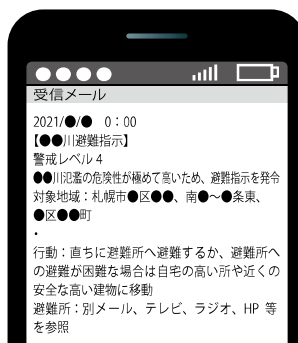 受信メール
2021/●/●　0：00
【●●川避難指示】
警戒レベル４
●●川氾濫の危険性が極めて高いため、避難指示を発令
対象地域：札幌市●区●●、南●～●条東、
●区●●町
・
行動：直ちに避難所へ避難するか、避難所へ
の避難が困難な場合は自宅の高い所や近くの
安全な高い建物に移動
避難所：別メール、テレビ、ラジオ、HP 等
を参照